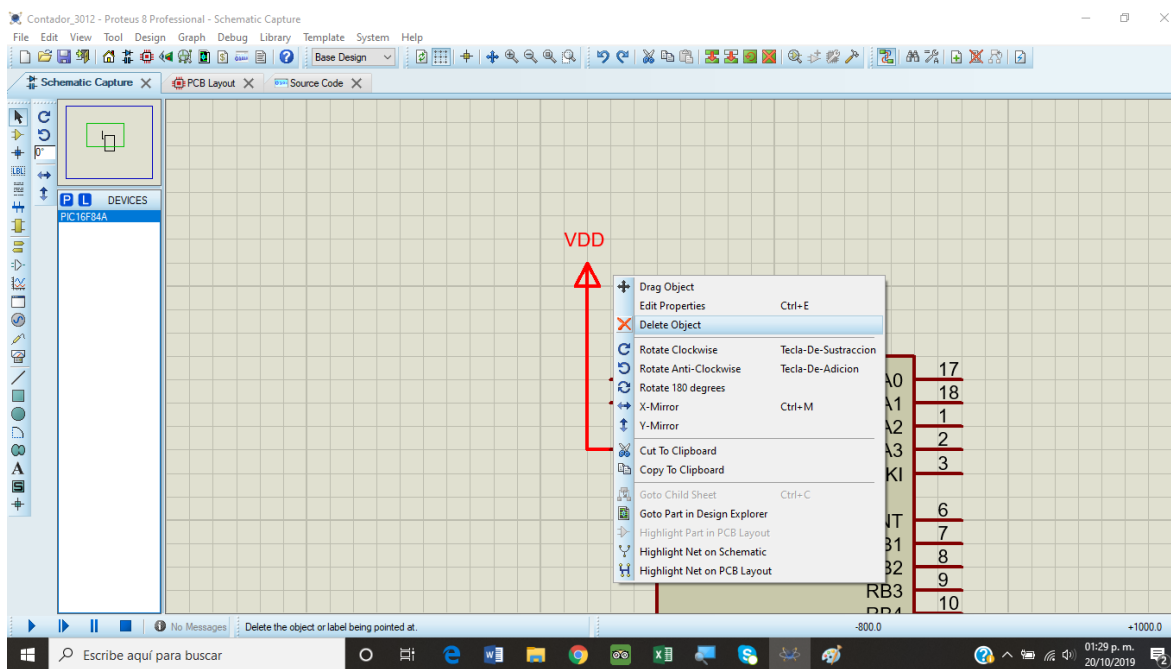 Contador_3012 - Proteus 8 Professional - Schematic Capture
File Edit View Tool Design Graph Debug Library Template System Help
Base Design
Schematic Capture PCB Layout Source Code
0°
LBL
P L DEVICES
PIC16F84A
A
S
VDD
Drag Object
Edit Properties Ctrl+E
Delete Object
Rotate Clockwise Tecla-De-Sustraccion
Rotate Anti-Clockwise Tecla-De-Adicion
Rotate 180 degrees
X-Mirror Ctrl+M
Y-Mirror
Cut To Clipboard
Copy To Clipboard
Goto Child Sheet Ctrl+C
Goto Part in Design Explorer
Highlight Part in PCB Layout
Highlight Net on Schematic
Highlight Net on PCB Layout
A0 17
A1 18
A2 1
A3 2
KI 3
NT 6
B1 7
B2 8
RB3 9
RB4 10
No Messages Delete the object or label being pointed at. -800.0 +1000.0
Escribe aquí para buscar
01:29 p. m.
20/10/2019